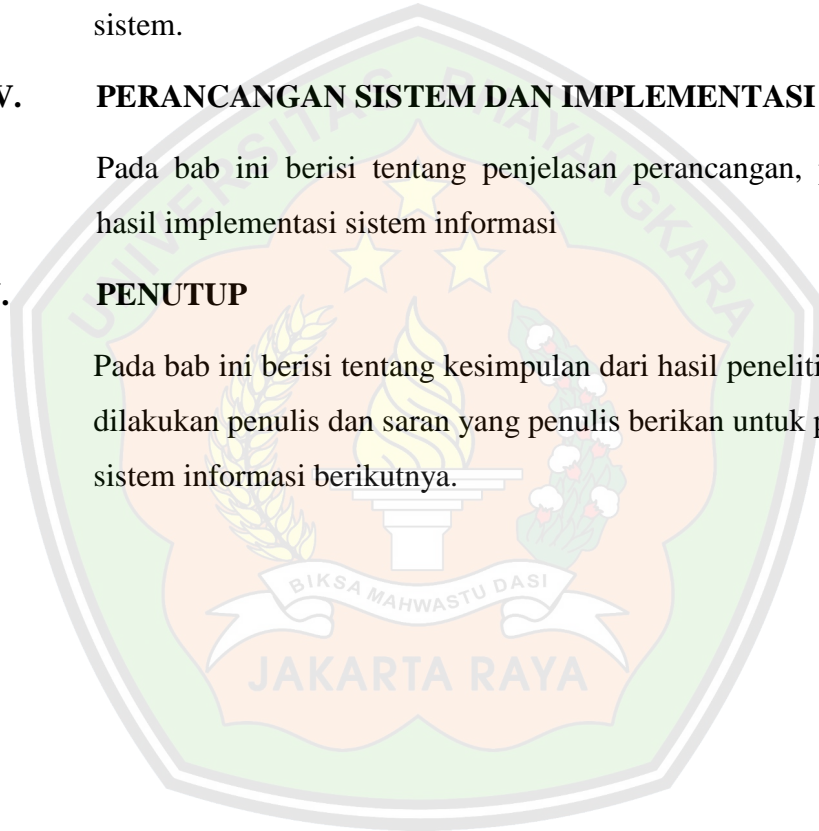 sistem.
V. PERANCANGAN SISTEM DAN IMPLEMENTASI
Pada bab ini berisi tentang penjelasan perancangan,
hasil implementasi sistem informasi
PENUTUP
Pada bab ini berisi tentang kesimpulan dari hasil
dilakukan penulis dan saran yang penulis berikan untuk
sistem informasi berikutnya.
UNIVERSITAS BHAYANGKARA
BIKSA MAHWASTU DASI
JAKARTA RAYA